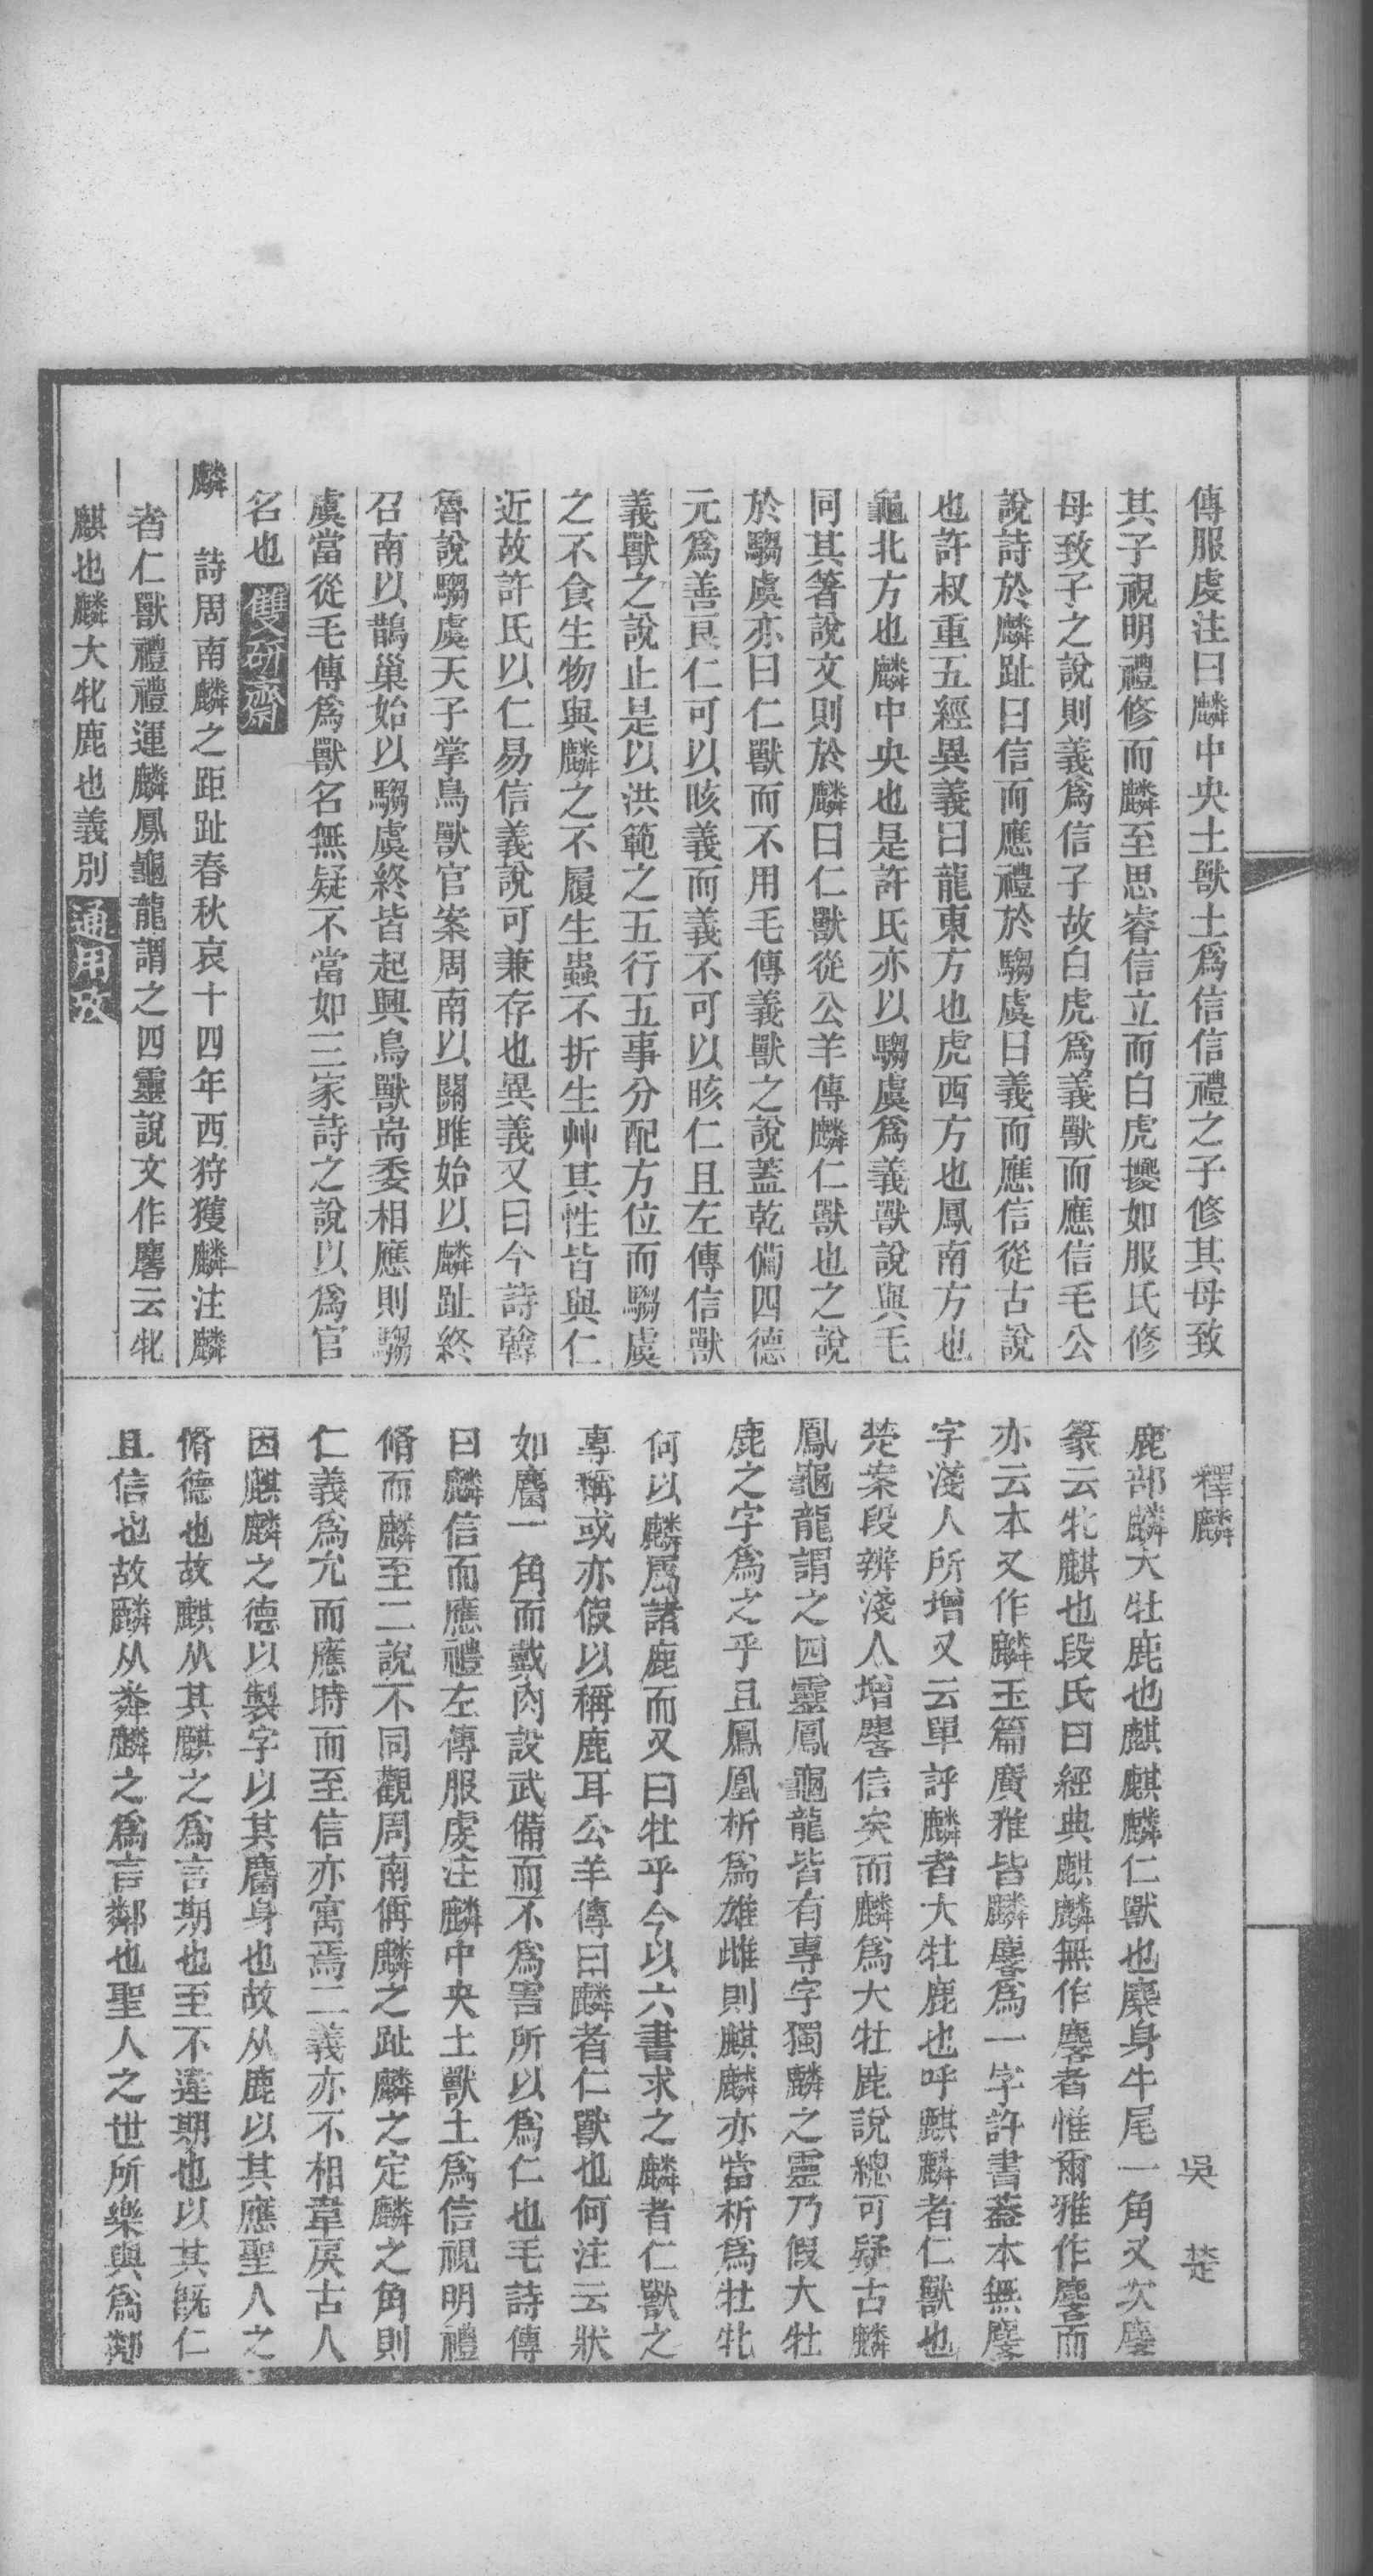 傳服虔注曰麟中央土獸土爲信信禮之子修其母致
其子視明禮修而麟至思睿信立而白虎擾如服氏修
母致子之說則義爲信子故白虎爲義獸而應信毛公
說詩於麟趾曰信而應禮於騶虞曰義而應信從古說
也許叔重五經異義曰龍東方也虎西方也鳳南方也
龜北方也麟中央也是許氏亦以騶虞爲義獸說與毛
同其箸說文則於麟曰仁獸從公羊傳麟仁獸也之說
於騶虞亦曰仁獸而不用毛傳義獸之說蓋乾備四德
元爲善良仁可以晐義而義不可以晐仁且左傳信獸
義獸之說止是以洪範之五行五事分配方位而騶虞
之不食生物與麟之不履生蟲不折生艸其性皆與仁
近故許氏以仁易信義說可兼存也異義又曰今詩韓
魯說騶虞天子掌鳥獸官案周南以關雎始以麟趾終
召南以鵲巢始以騶虞終皆起興鳥獸耑委相應則騶
虞當從毛傳爲獸名無疑不當如三家詩之說以爲官
名也 雙硏齋
麟 詩周南麟之距趾春秋哀十四年西狩獲麟注麟
者仁獸禮禮運麟鳳龜龍謂之四靈說文作麐云牝
麒也麟大牝鹿也義別 通用攷
釋麟 吳楚
鹿部麟大牡鹿也麒麒麟仁獸也麋身牛尾一角又次麐
篆云牝麒也段氏曰經典麒麟無作麐者惟爾雅作麐而
亦云本又作麟玉篇廣雅皆麟麐爲一字許書葢本無麐
字淺人所增又云單評麟者大牡鹿也呼麒麟者仁獸也
楚案段辨淺人增麐信矣而麟爲大牡鹿說總可疑古麟
鳳龜龍謂之四靈鳳龜龍皆有專字獨麟之靈乃假大牡
鹿之字爲之乎且鳳凰析爲雄雌則麒麟亦當析爲牡牝
何以麟屬諸鹿而又曰牡乎今以六書求之麟者仁獸之
專稱或亦假以稱鹿耳公羊傳曰麟者仁獸也何注云狀
如麕一角而戴肉設武備而不爲害所以爲仁也毛詩傳
曰麟信而應禮左傳服虔注麟中央土獸土爲信視明禮
脩而麟至二說不同觀周南偁麟之趾麟之定麟之角則
仁義爲允而應時而至信亦寓焉二義亦不相韋戾古人
因麒麟之德以製字以其麕身也故从鹿以其應聖人之
脩德也故麒从其麒之爲言期也至不違期也以其旣仁
且信也故麟从粦麟之爲言鄰也聖人之世所樂與爲鄰